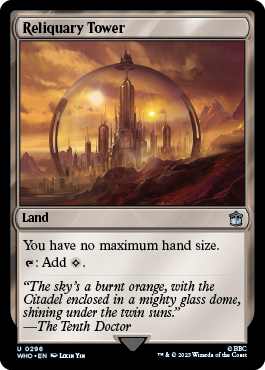 Reliquary Tower
Land
You have no maximum hand size.
: Add .
“The sky's a burnt orange, with the
Citadel enclosed in a mighty glass dome,
shining under the twin suns.”
—The Tenth Doctor
U 0296
WHO • EN Lixin Yin
© BBC
™ & © 2023 Wizards of the Coast